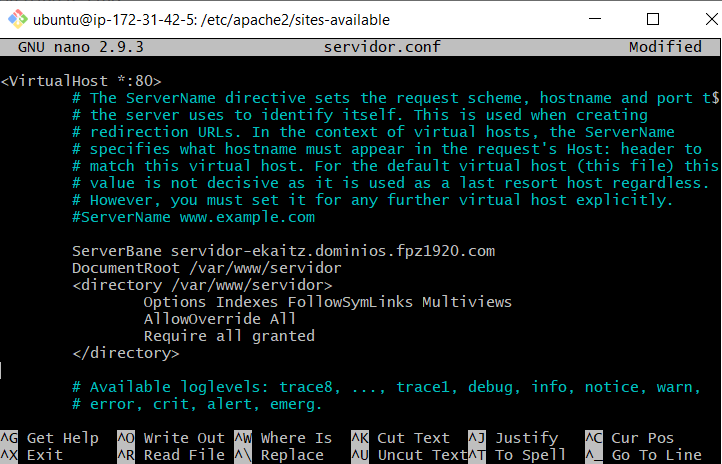 ubuntu@ip-172-31-42-5: /etc/apache2/sites-available
GNU nano 2.9.3 servidor.conf Modified
<VirtualHost *:80>
# The ServerName directive sets the request scheme, hostname and port t$
# the server uses to identify itself. This is used when creating
# redirection URLs. In the context of virtual hosts, the ServerName
# specifies what hostname must appear in the request's Host: header to
# match this virtual host. For the default virtual host (this file) this
# value is not decisive as it is used as a last resort host regardless.
# However, you must set it for any further virtual host explicitly.
#ServerName www.example.com
ServerBane servidor-ekaitz.dominios.fpz1920.com
DocumentRoot /var/www/servidor
<directory /var/www/servidor>
Options Indexes FollowSymLinks Multiviews
AllowOverride All
Require all granted
</directory>
# Available loglevels: trace8, ..., trace1, debug, info, notice, warn,
# error, crit, alert, emerg.
^G Get Help ^O Write Out ^W Where Is ^K Cut Text ^J Justify ^C Cur Pos
^X Exit ^R Read File ^\ Replace ^U Uncut Text ^T To Spell ^_ Go To Line